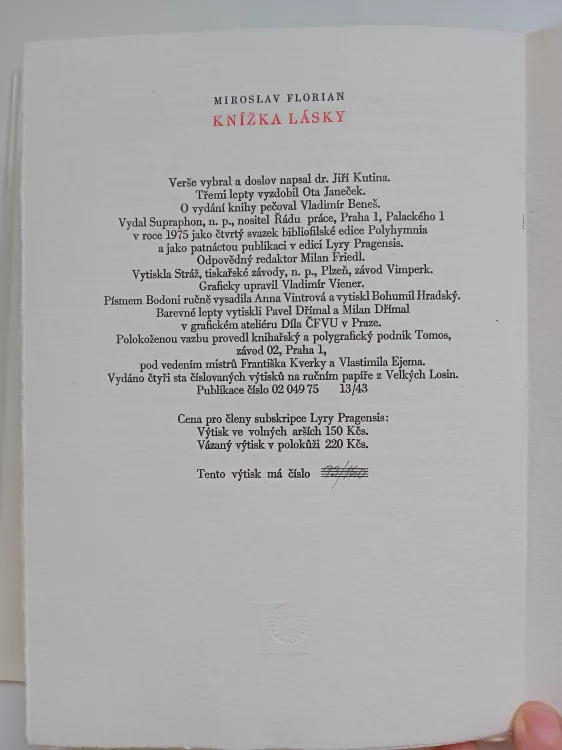 MIROSLAV FLORIAN
KNÍŽKA LÁSKY
Verše vybral a doslov napsal dr. Jiří Kutina.
Třemi lepty vyzdobil Ota Janeček.
O vydání knihy pečoval Vladimír Beneš.
Vydal Supraphon, n. p., nositel Řádu práce, Praha 1, Palackého 1
v roce 1975 jako čtvrtý svazek bibliofilské edice Polyhymnia
a jako patnáctou publikaci v edici Lyry Pragensis.
Odpovědný redaktor Milan Friedl.
Vytiskla Stráž, tiskařské závody, n. p., Plzeň, závod Vimperk.
Graficky upravil Vladimír Viener.
Písmem Bodoni ručně vysadila Anna Vintrová a vytiskl Bohumil Hradský.
Barevné lepty vytiskli Pavel Dřímal a Milan Dřímal
v grafickém ateliéru Díla ČFVU v Praze.
Polokoženou vazbu provedl knihařský a polygrafický podnik Tomos,
závod 02, Praha 1,
pod vedením mistrů Františka Kverky a Vlastimila Ejema.
Vydáno čtyři sta číslovaných výtisků na ručním papíře z Velkých Losin.
Publikace číslo 02 049 75 13/43
Cena pro členy subskripce Lyry Pragensis:
Výtisk ve volných arších 150 Kčs.
Vázaný výtisk v polokůži 220 Kčs.
Tento výtisk má číslo